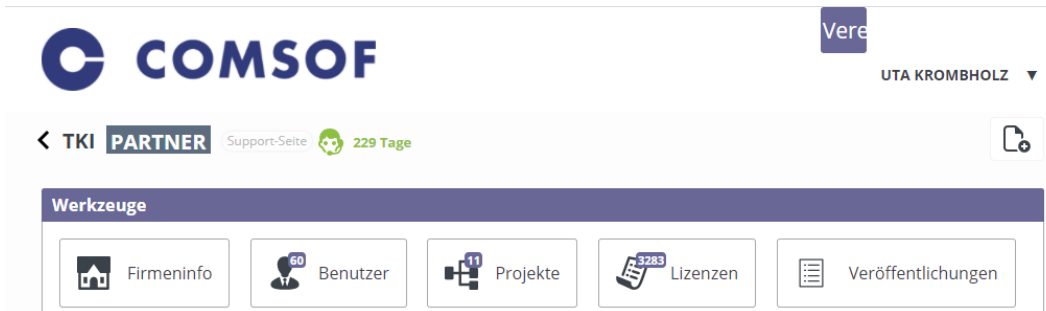 Vere
COMSOF
UTA KROMBHOLZ ▼
TKI PARTNER Support-Seite 229 Tage
Werkzeuge
Firmeninfo 60 Benutzer 11 Projekte 3283 Lizenzen Veröffentlichungen